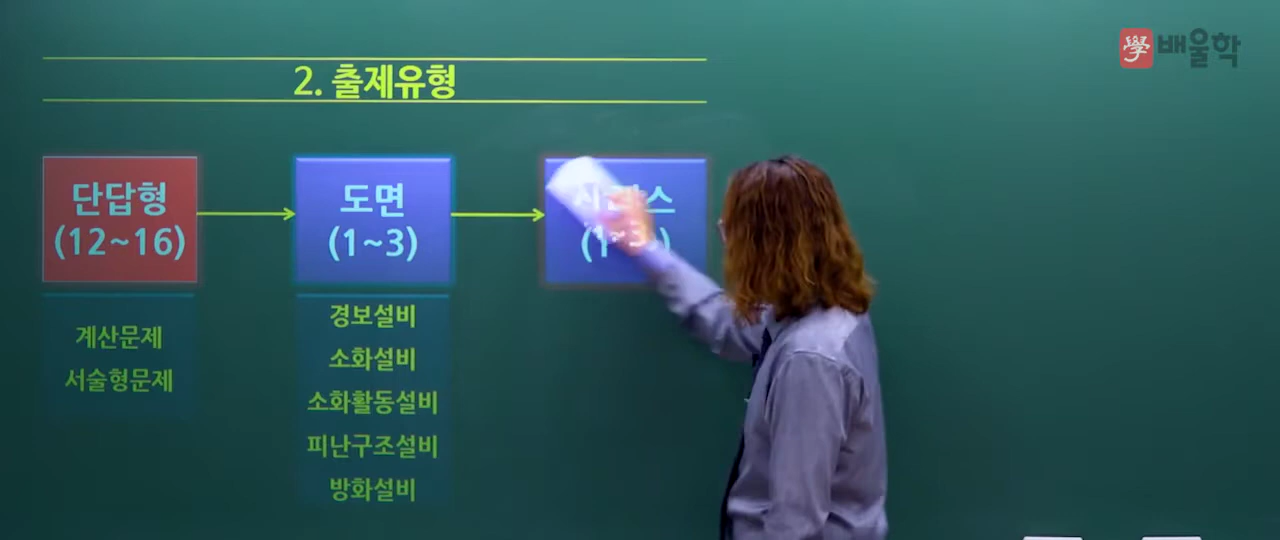 學 배울학
2. 출제유형
단답형
(12~16)
도면
(1~3)
스
계산문제
서술형문제
경보설비
소화설비
소화활동설비
피난구조설비
방화설비